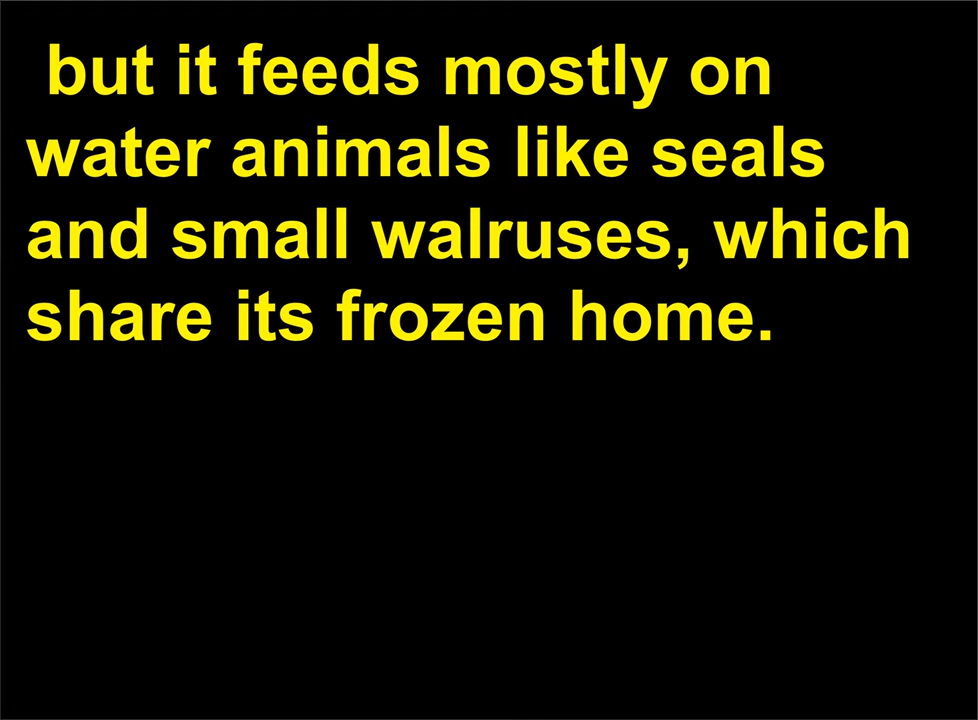 but it feeds mostly on
water animals like seals
and small walruses, which
share its frozen home.